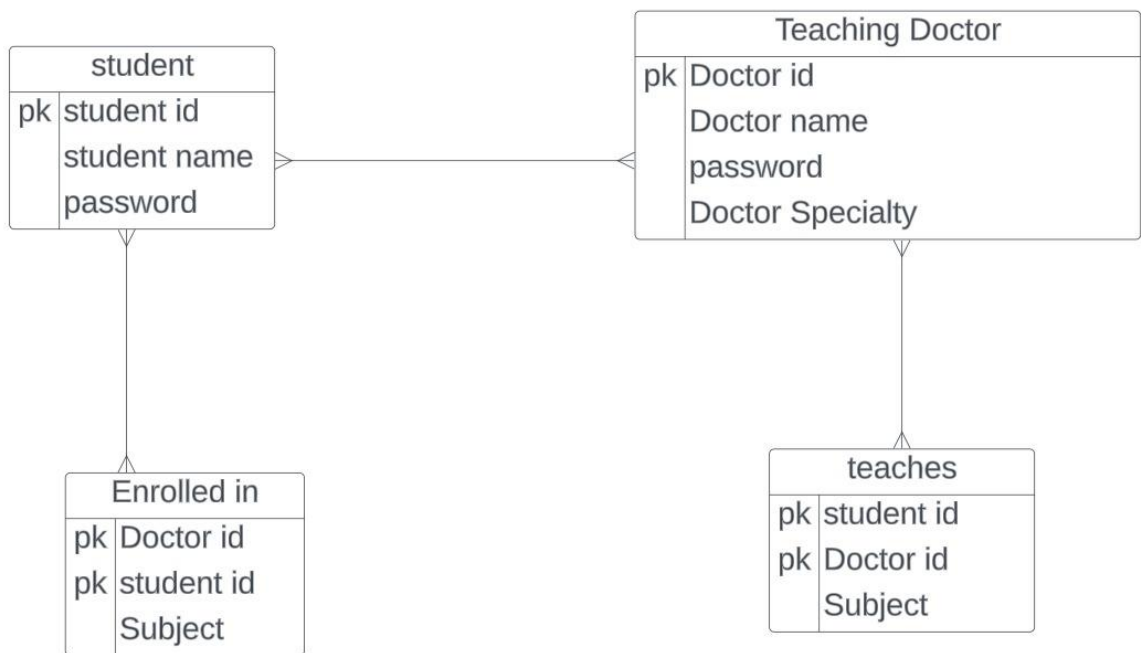 student
pk student id
student name
password
Teaching Doctor
pk Doctor id
Doctor name
password
Doctor Specialty
Enrolled in
pk Doctor id
pk student id
Subject
teaches
pk student id
pk Doctor id
Subject